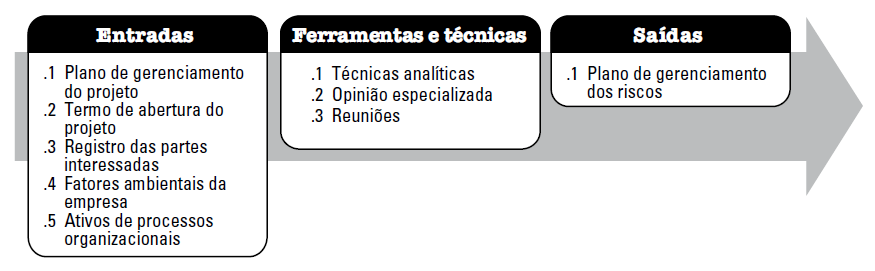 Entradas
.1 Plano de gerenciamento
do projeto
.2 Termo de abertura do
projeto
.3 Registro das partes
interessadas
.4 Fatores ambientais da
empresa
.5 Ativos de processos
organizacionais
Ferramentas e técnicas
.1 Técnicas analíticas
.2 Opinião especializada
.3 Reuniões
Saídas
.1 Plano de gerenciamento
dos riscos